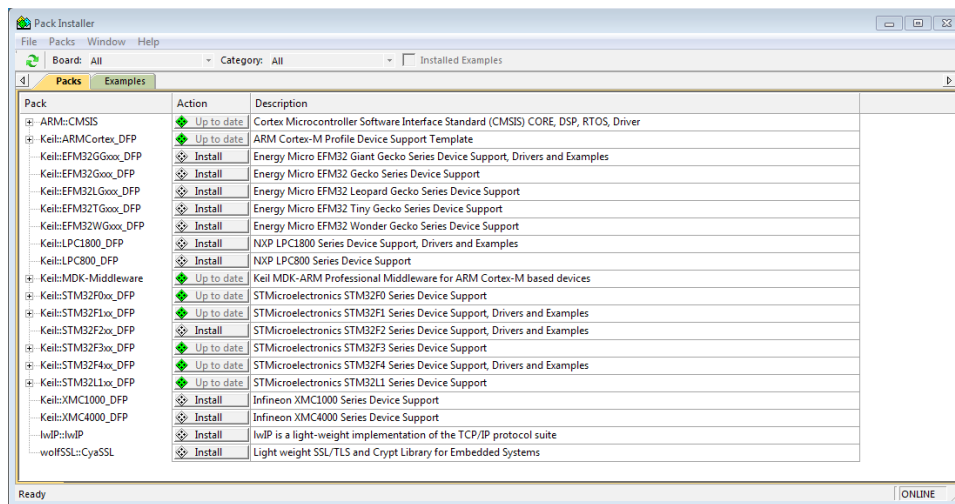 Pack Installer
File Packs Window Help
Board: All Category: All Installed Examples
Packs Examples
Pack Action Description
ARM::CMSIS Up to date Cortex Microcontroller Software Interface Standard (CMSIS) CORE, DSP, RTOS, Driver
Keil::ARMCortex_DFP Up to date ARM Cortex-M Profile Device Support Template
Keil::EFM32GGxxx_DFP Install Energy Micro EFM32 Giant Gecko Series Device Support, Drivers and Examples
Keil::EFM32Gxxx_DFP Install Energy Micro EFM32 Gecko Series Device Support
Keil::EFM32LGxxx_DFP Install Energy Micro EFM32 Leopard Gecko Series Device Support
Keil::EFM32TGxxx_DFP Install Energy Micro EFM32 Tiny Gecko Series Device Support
Keil::EFM32WGxxx_DFP Install Energy Micro EFM32 Wonder Gecko Series Device Support
Keil::LPC1800_DFP Install NXP LPC1800 Series Device Support, Drivers and Examples
Keil::LPC800_DFP Install NXP LPC800 Series Device Support
Keil::MDK-Middleware Up to date Keil MDK-ARM Professional Middleware for ARM Cortex-M based devices
Keil::STM32F0xx_DFP Up to date STMicroelectronics STM32F0 Series Device Support
Keil::STM32F1xx_DFP Up to date STMicroelectronics STM32F1 Series Device Support, Drivers and Examples
Keil::STM32F2xx_DFP Install STMicroelectronics STM32F2 Series Device Support, Drivers and Examples
Keil::STM32F3xx_DFP Up to date STMicroelectronics STM32F3 Series Device Support
Keil::STM32F4xx_DFP Up to date STMicroelectronics STM32F4 Series Device Support, Drivers and Examples
Keil::STM32L1xx_DFP Up to date STMicroelectronics STM32L1 Series Device Support
Keil::XMC1000_DFP Install Infineon XMC1000 Series Device Support
Keil::XMC4000_DFP Install Infineon XMC4000 Series Device Support
lwIP::lwIP Install lwIP is a light-weight implementation of the TCP/IP protocol suite
wolfSSL::CyaSSL Install Light weight SSL/TLS and Crypt Library for Embedded Systems
Ready ONLINE